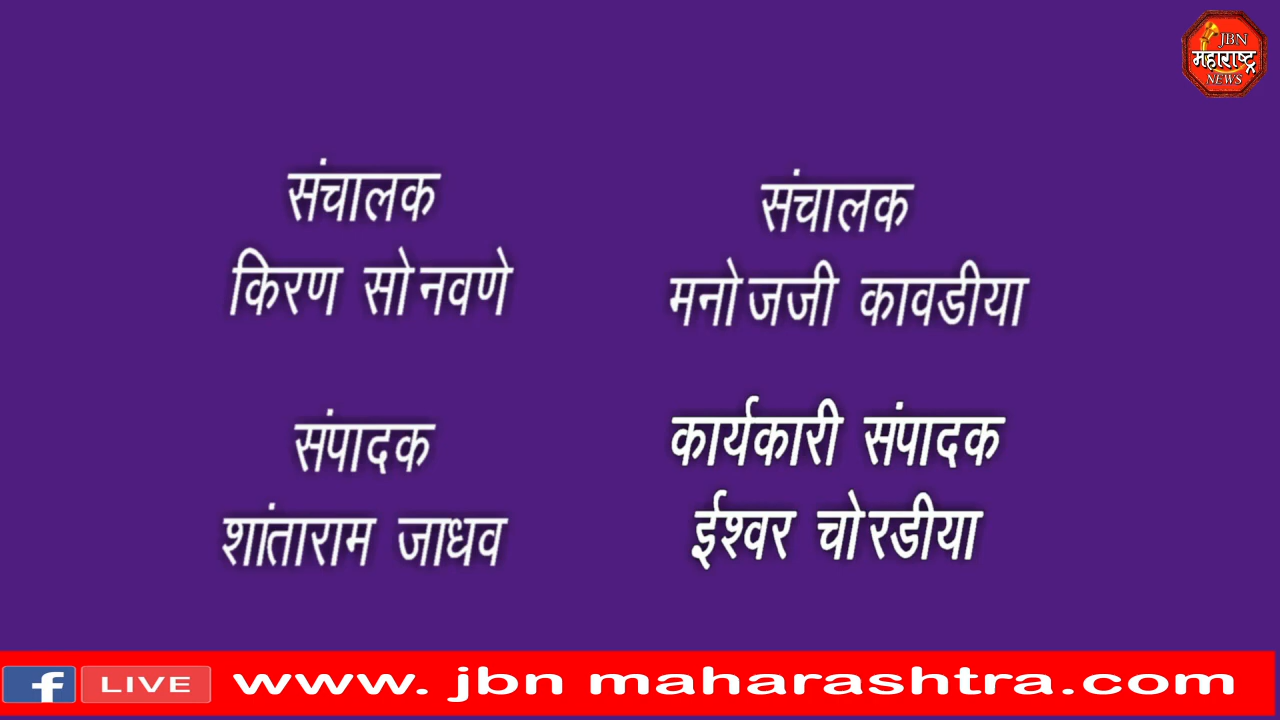 JBN
महाराष्ट्र
NEWS
संचालक
किरण सोनवणे
संचालक
मनोजजी कावडीया
संपादक
शांताराम जाधव
कार्यकारी संपादक
ईश्वर चोरडीया
f LIVE www. jbn maharashtra.com